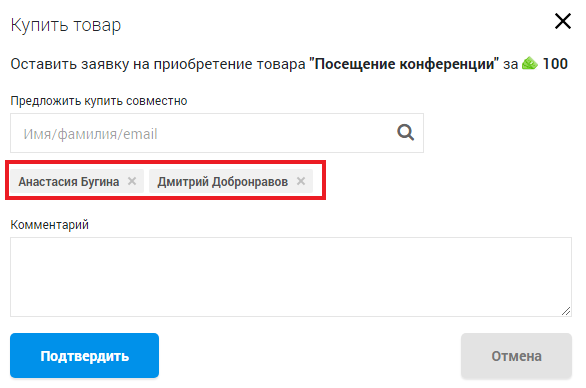 Купить товар
Оставить заявку на приобретение товара "Посещение конференции" за 100
Предложить купить совместно
Имя/фамилия/email
Анастасия Бугина × Дмитрий Добронравов ×
Комментарий
Подтвердить Отмена